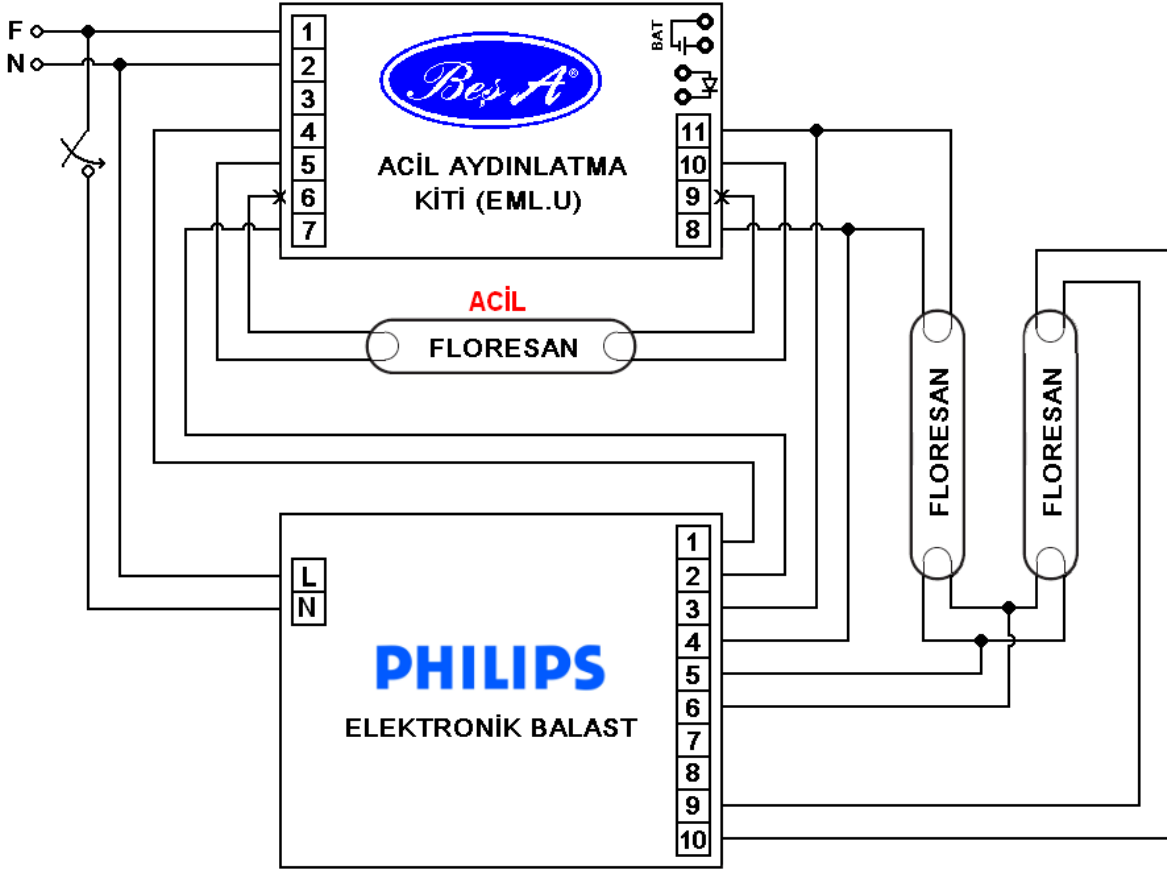 F
N
1
2
3
4
5
6
7
Beş A®
BAT
11
10
9
8
ACİL AYDINLATMA
KİTİ (EML.U)
ACİL
FLORESAN
FLORESAN
FLORESAN
L
N
PHILIPS
ELEKTRONİK BALAST
1
2
3
4
5
6
7
8
9
10